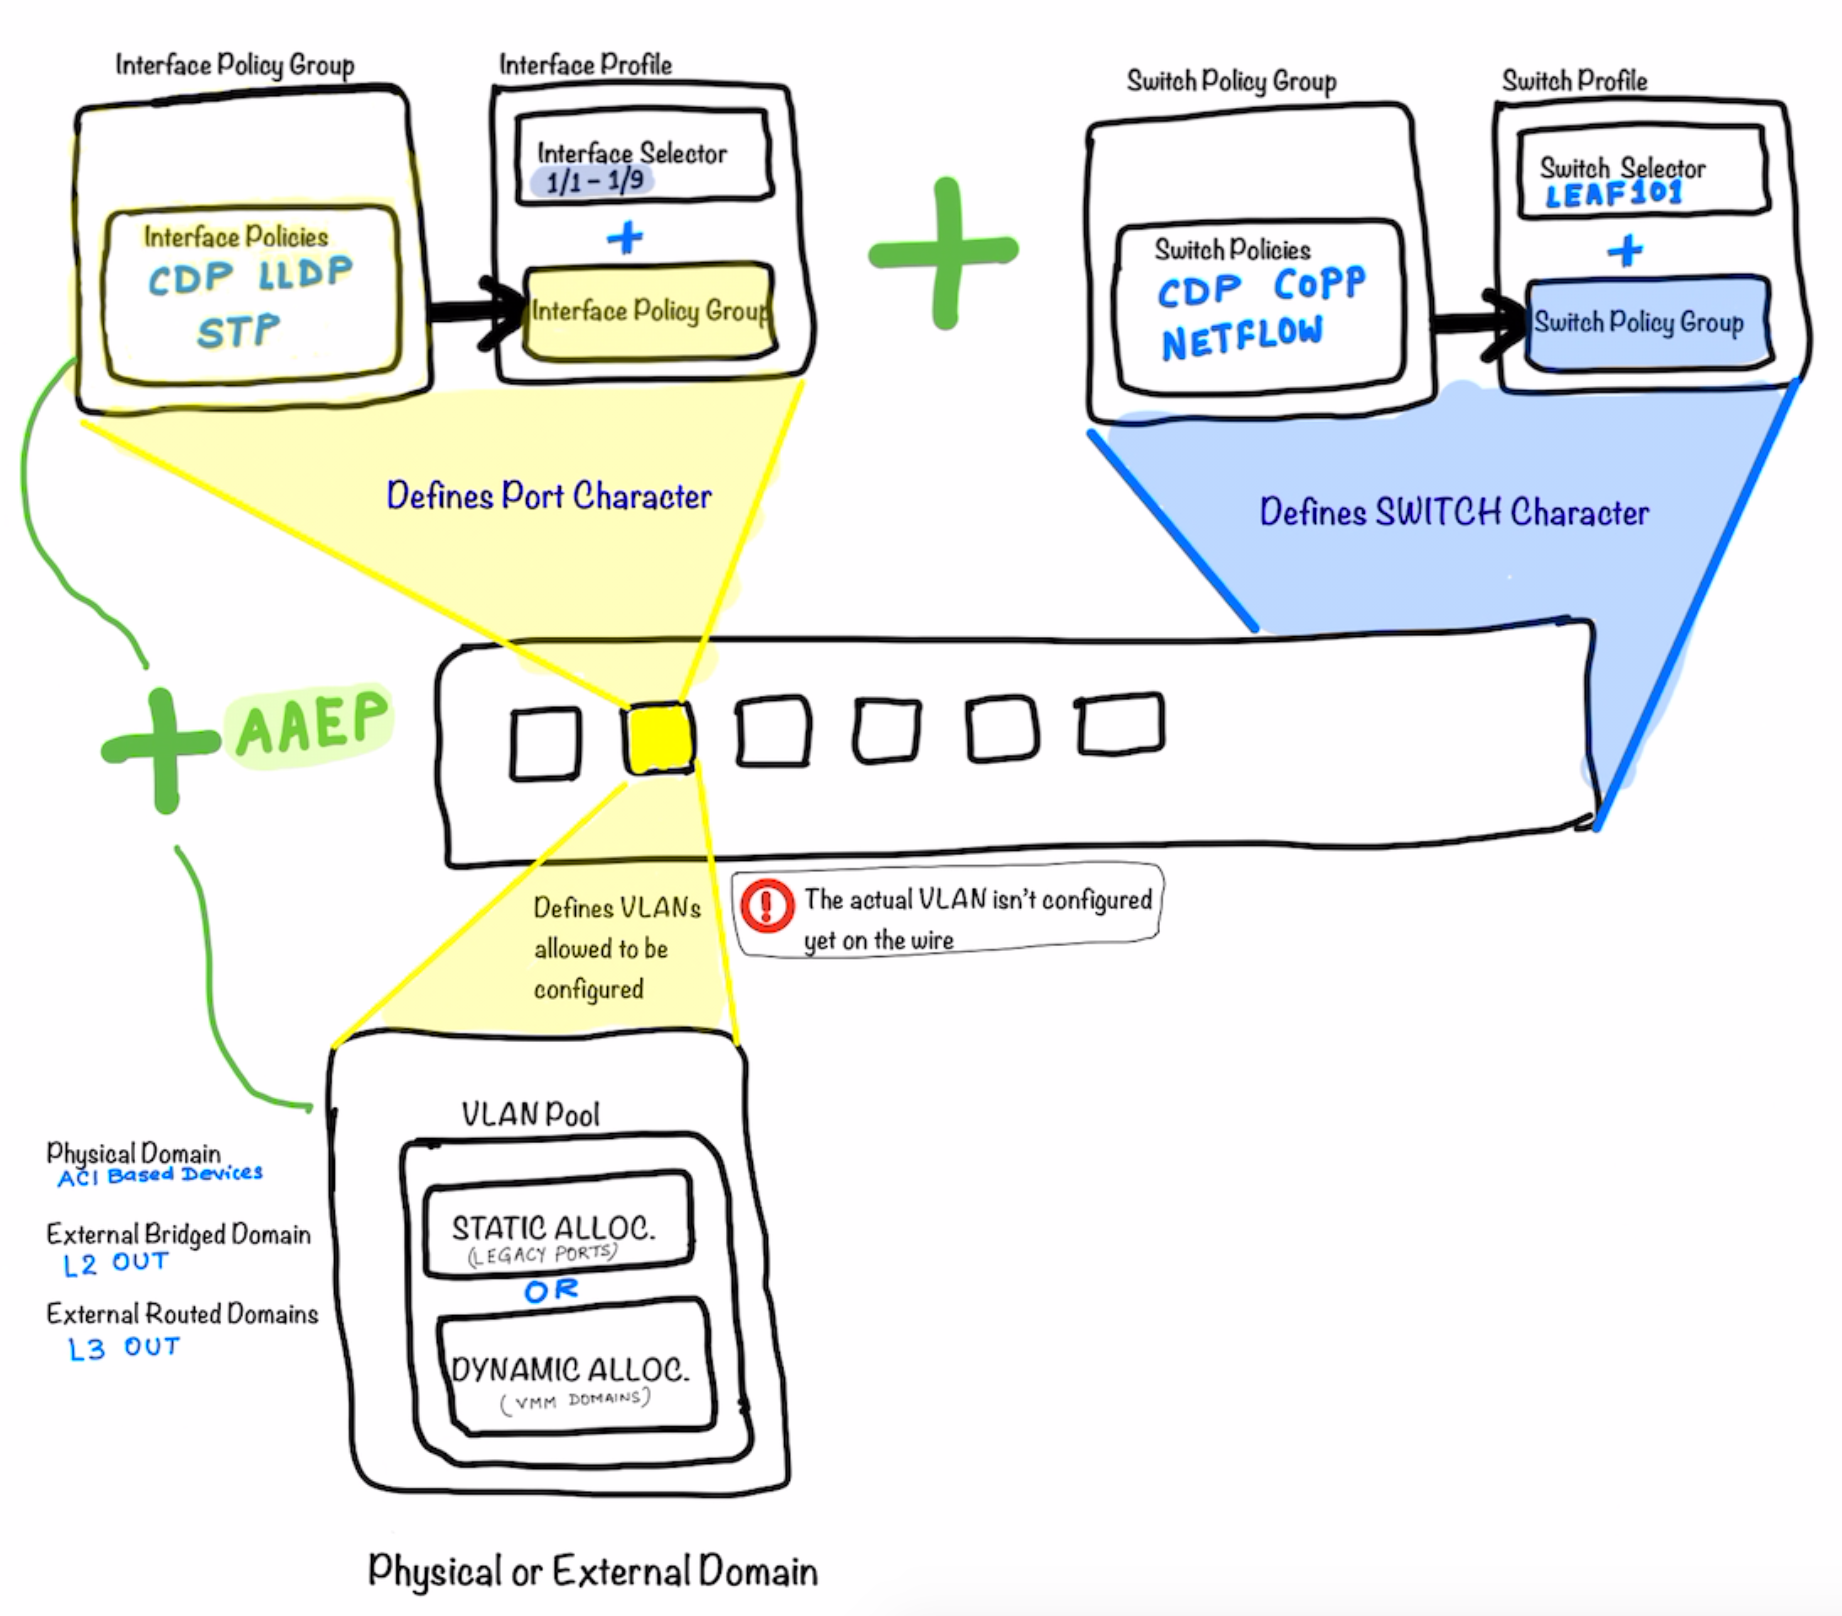 Interface Policy Group
Interface Policies
CDP LLDP
STP
Interface Profile
Interface Selector
1/1 - 1/9
+
Interface Policy Group
+
Switch Policy Group
Switch Policies
CDP CoPP
NETFLOW
Switch Profile
Switch Selector
LEAF101
+
Switch Policy Group
Defines Port Character
Defines SWITCH Character
+ AAEP
Defines VLANs
allowed to be
configured
The actual VLAN isn't configured
yet on the wire
VLAN Pool
STATIC ALLOC.
(LEGACY PORTS)
OR
DYNAMIC ALLOC.
(VMM DOMAINS)
Physical Domain
ACI Based Devices
External Bridged Domain
L2 OUT
External Routed Domains
L3 OUT
Physical or External Domain